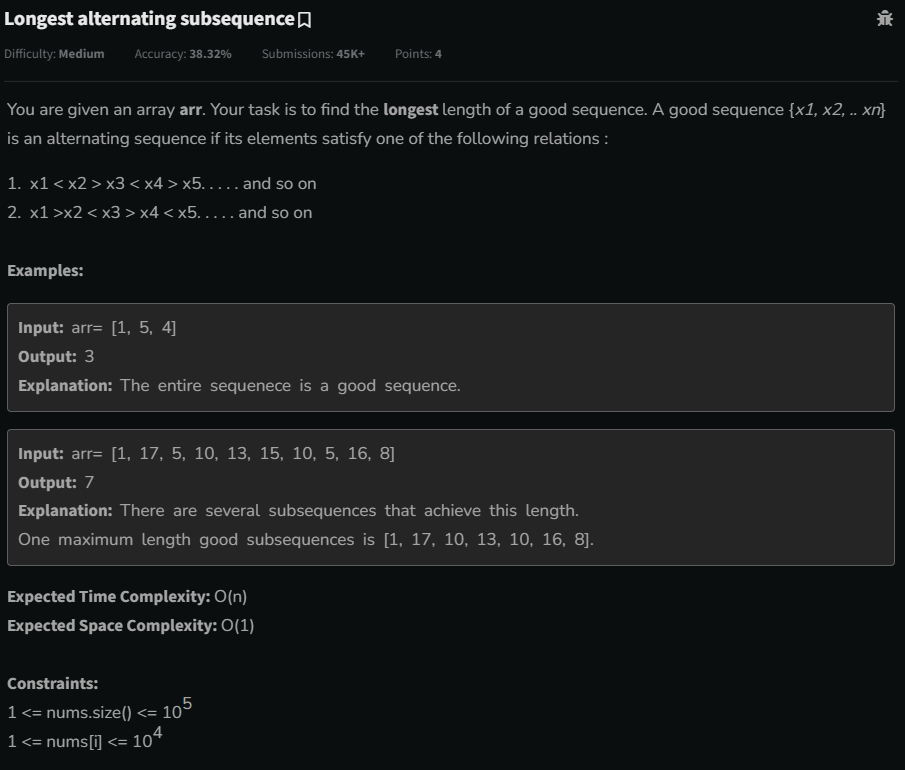 Longest alternating subsequence
Difficulty: Medium Accuracy: 38.32% Submissions: 45K+ Points: 4
You are given an array arr. Your task is to find the longest length of a good sequence. A good sequence {x1, x2, .. xn}
is an alternating sequence if its elements satisfy one of the following relations :
1. x1 < x2 > x3 < x4 > x5. . . . . and so on
2. x1 >x2 < x3 > x4 < x5. . . . . and so on
Examples:
Input: arr= [1, 5, 4]
Output: 3
Explanation: The entire sequenece is a good sequence.
Input: arr= [1, 17, 5, 10, 13, 15, 10, 5, 16, 8]
Output: 7
Explanation: There are several subsequences that achieve this length.
One maximum length good subsequences is [1, 17, 10, 13, 10, 16, 8].
Expected Time Complexity: O(n)
Expected Space Complexity: O(1)
Constraints:
1 <= nums.size() <= 10^5
1 <= nums[i] <= 10^4